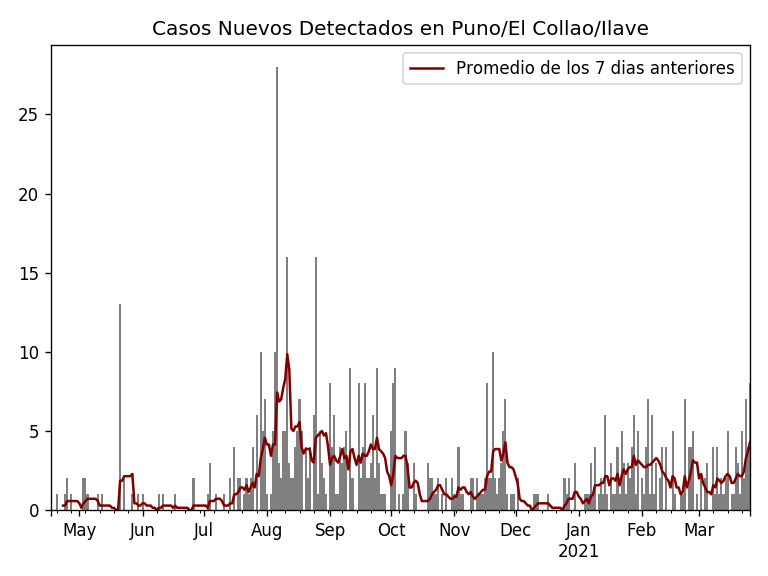 Casos Nuevos Detectados en Puno/El Collao/Ilave
Promedio de los 7 dias anteriores
25
20
15
10
5
0
May Jun Jul Aug Sep Oct Nov Dec Jan Feb Mar
2021